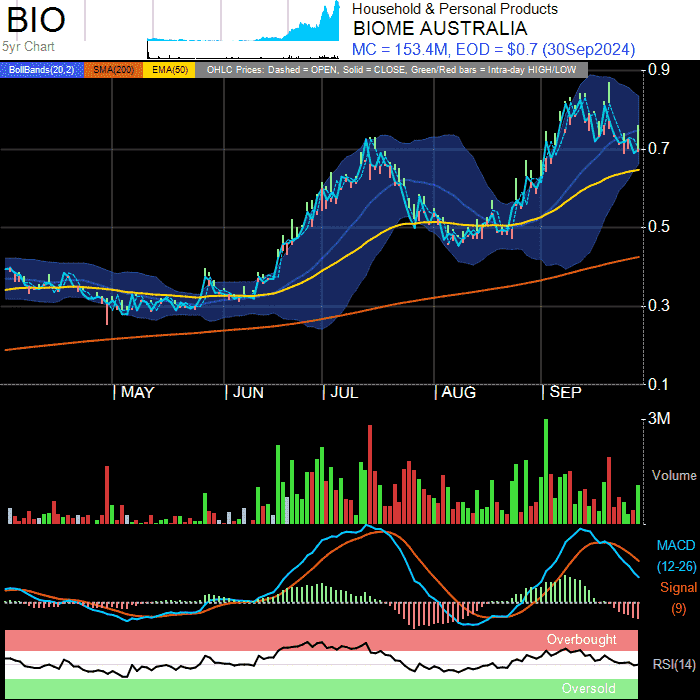 BIO
5yr Chart
Household & Personal Products
BIOME AUSTRALIA
MC = 153.4M, EOD = $0.7 (30Sep2024)
BollBands(20,2) SMA(200) EMA(50) OHLC Prices: Dashed = OPEN, Solid = CLOSE, Green/Red bars = Intra-day HIGH/LOW
0.9
0.7
0.5
0.3
0.1
MAY JUN JUL AUG SEP
3M
Volume
MACD
(12-26)
Signal
(9)
Overbought
RSI(14)
Oversold